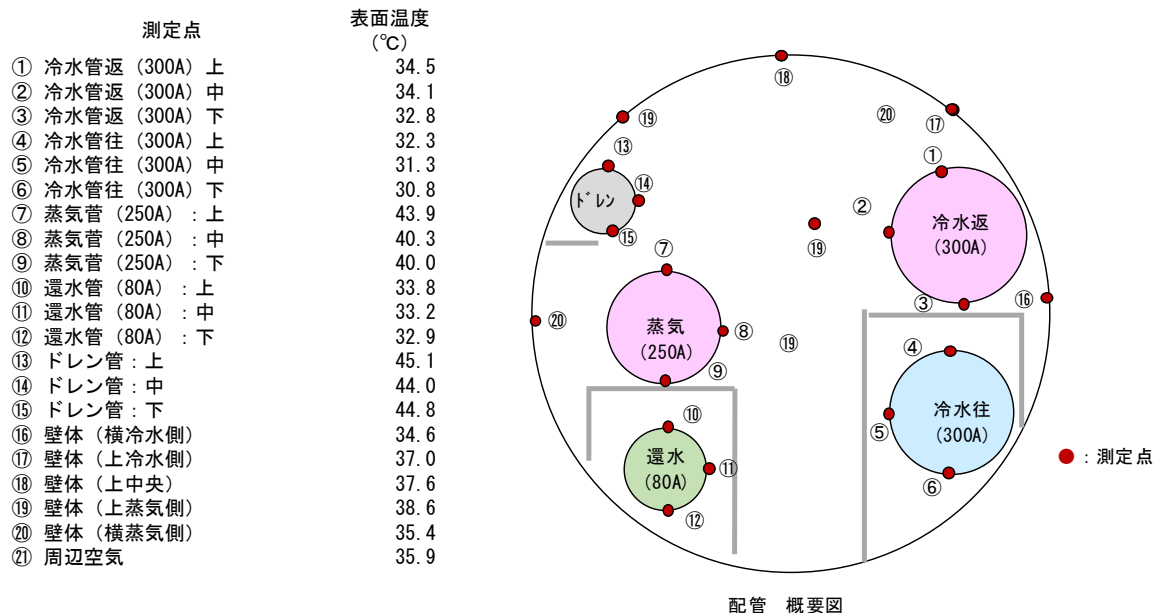 測定点 表面温度
(℃)
① 冷水管返 (300A) 上 34.5
② 冷水管返 (300A) 中 34.1
③ 冷水管返 (300A) 下 32.8
④ 冷水管往 (300A) 上 32.3
⑤ 冷水管往 (300A) 中 31.3
⑥ 冷水管往 (300A) 下 30.8
⑦ 蒸気菅 (250A) : 上 43.9
⑧ 蒸気菅 (250A) : 中 40.3
⑨ 蒸気菅 (250A) : 下 40.0
⑩ 還水管 (80A) : 上 33.8
⑪ 還水管 (80A) : 中 33.2
⑫ 還水管 (80A) : 下 32.9
⑬ ドレン管 : 上 45.1
⑭ ドレン管 : 中 44.0
⑮ ドレン管 : 下 44.8
⑯ 壁体 (横冷水側) 34.6
⑰ 壁体 (上冷水側) 37.0
⑱ 壁体 (上中央) 37.6
⑲ 壁体 (上蒸気側) 38.6
⑳ 壁体 (横蒸気側) 35.4
㉑ 周辺空気 35.9
⑱
⑲
⑳
⑰
⑬
①
⑭
ドレン
②
冷水返
(300A)
⑮
⑲
⑦
③
⑯
⑳
蒸気
(250A)
⑧
⑲
④
⑨
冷水往
(300A)
⑤
⑩
還水
(80A)
⑪
⑥
⑫
● : 測定点
配管 概要図